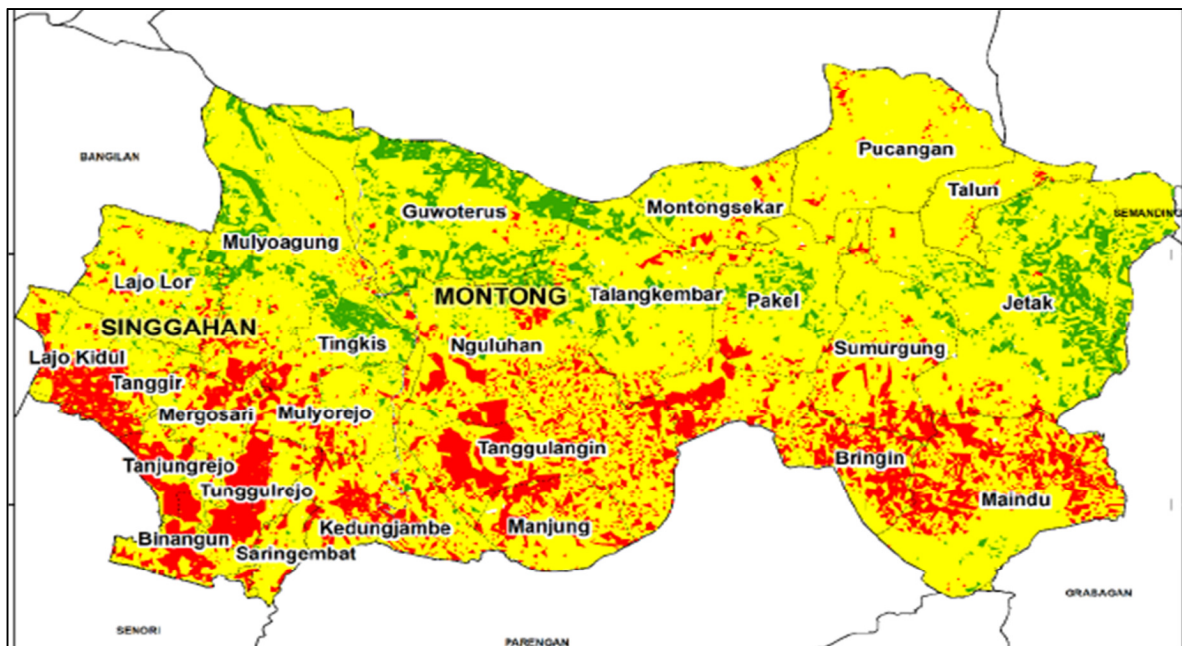 Pucangan
BANGILAN
Talun
Guwoterus
Montongsekar
SEMANDING
Mulyoagung
Lajo Lor
MONTONG
Talangkembar
Pakel
Jetak
SINGGAHAN
Tingkis
Nguluhan
Sumurgung
Lajo Kidul
Tanggir
Mergosari
Mulyorejo
Tanggulangin
Bringin
Tanjungrejo
Tunggulrejo
Maindu
Kedungjambe
Manjung
Binangun
Saringembat
GRABAGAN
SENORI
PARENGAN